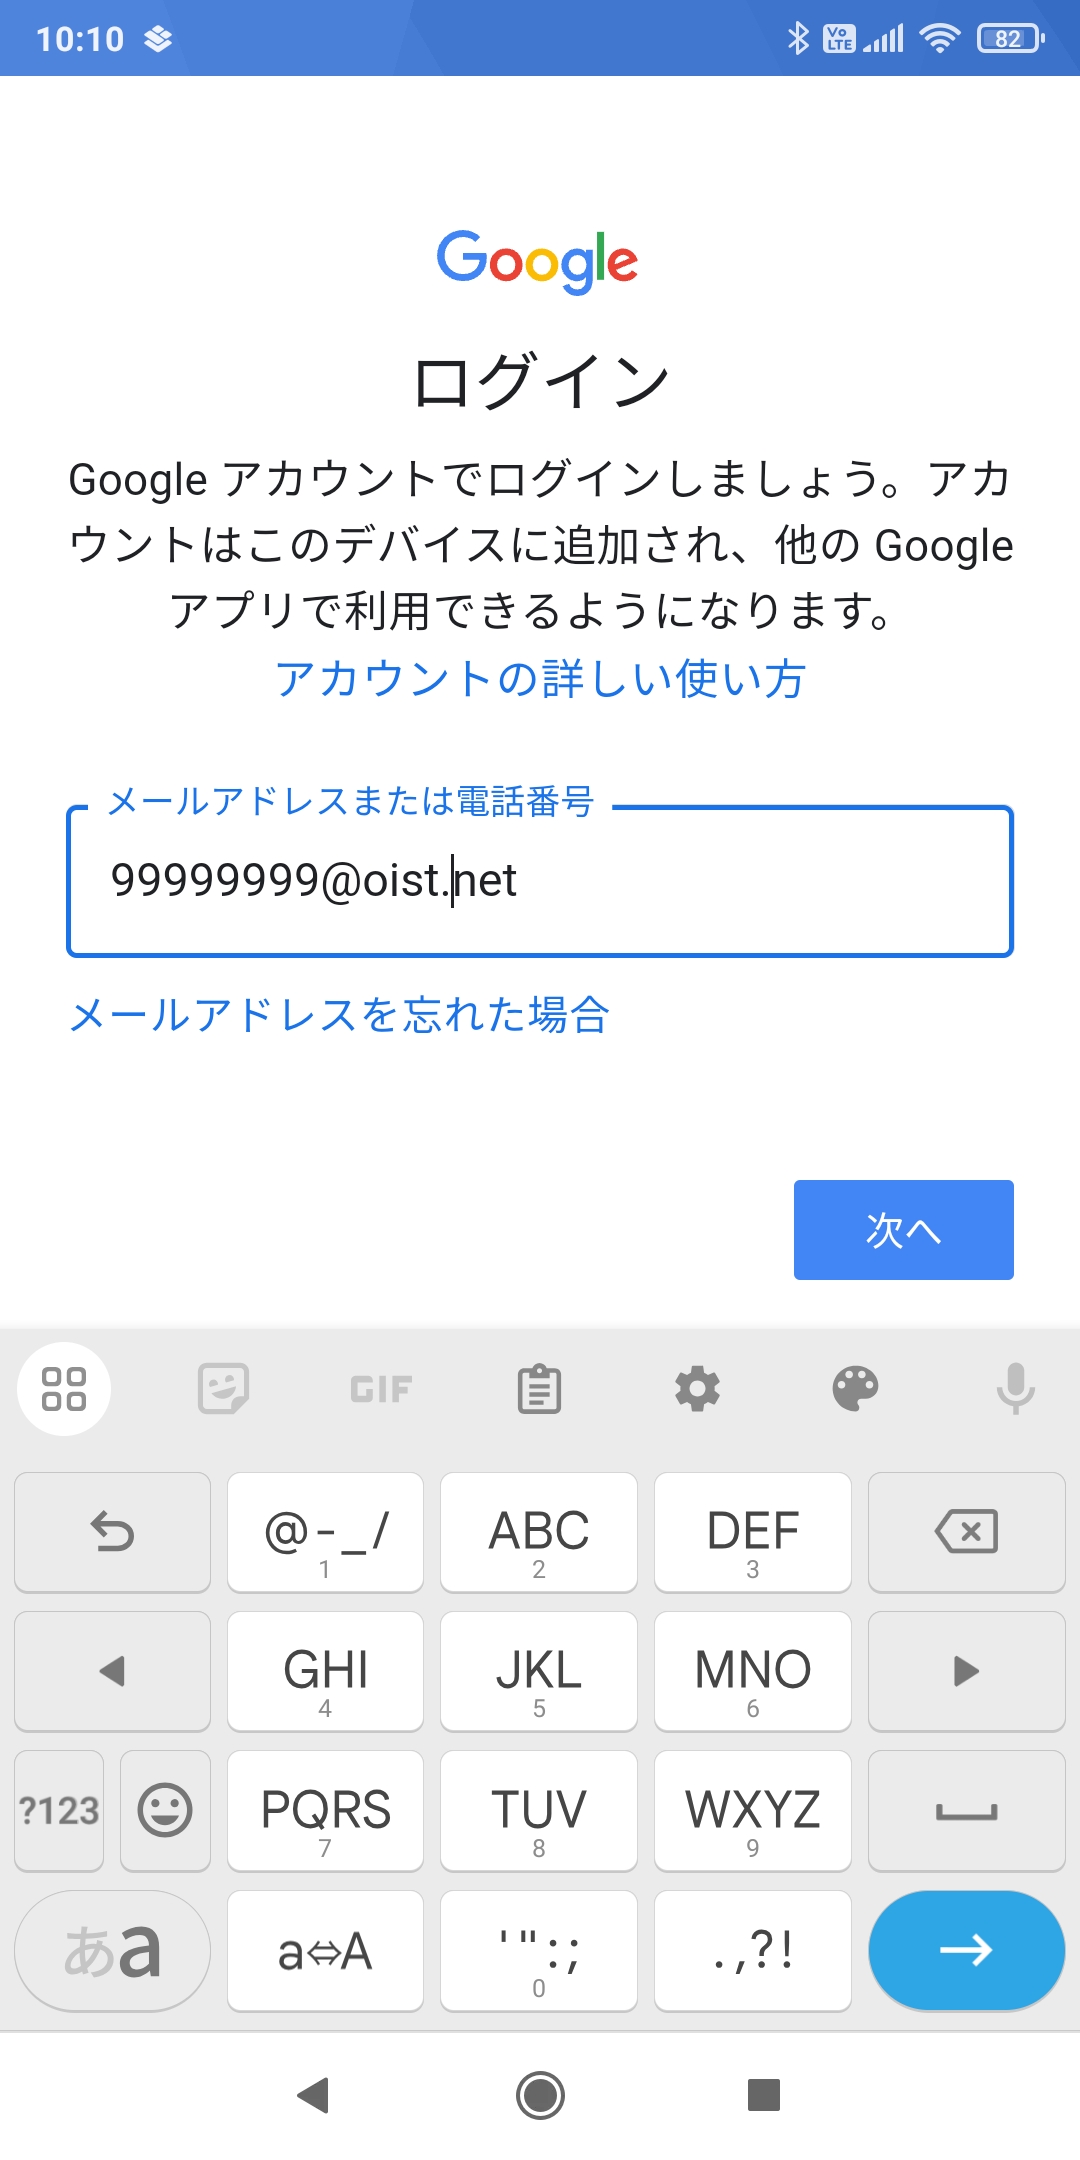 10:10
Vo LTE
82
Google
ログイン
Google アカウントでログインしましょう。アカ
ウントはこのデバイスに追加され、他の Google
アプリで利用できるようになります。
アカウントの詳しい使い方
メールアドレスまたは電話番号
99999999@oist.net
メールアドレスを忘れた場合
次へ
GIF
@-_/
1
ABC
2
DEF
3
GHI
4
JKL
5
MNO
6
?123
PQRS
7
TUV
8
WXYZ
9
あa
a⇔A
'":;
0
.,?!